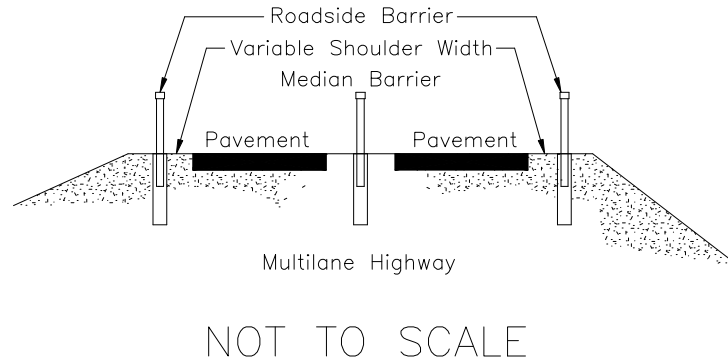 Roadside Barrier
Variable Shoulder Width
Median Barrier
Pavement
Pavement
Multilane Highway
NOT TO SCALE